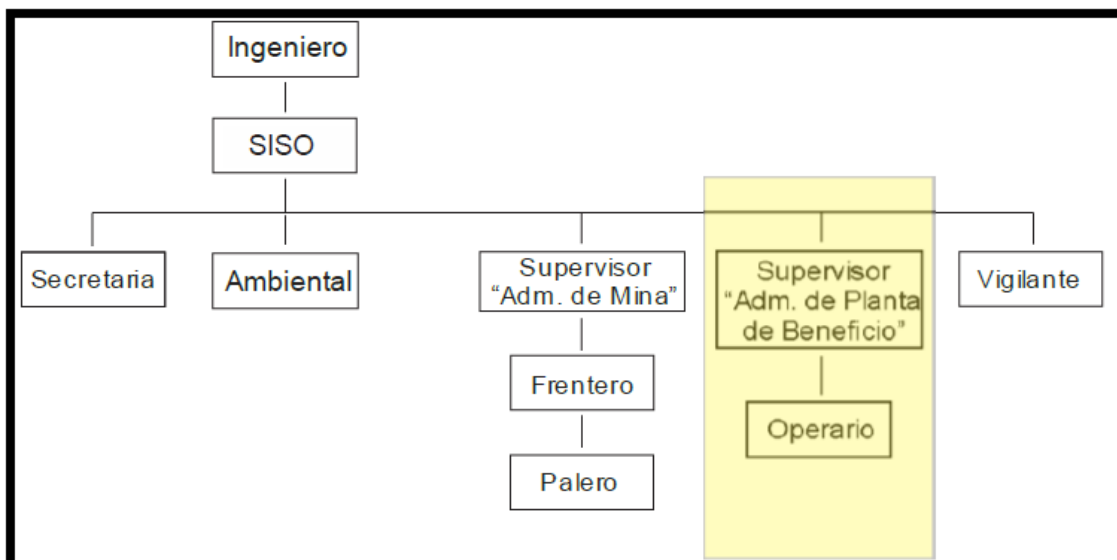 Ingeniero
SISO
Secretaria
Ambiental
Supervisor
“Adm. de Mina”
Supervisor
“Adm. de Planta
de Beneficio”
Vigilante
Frentero
Operario
Palero